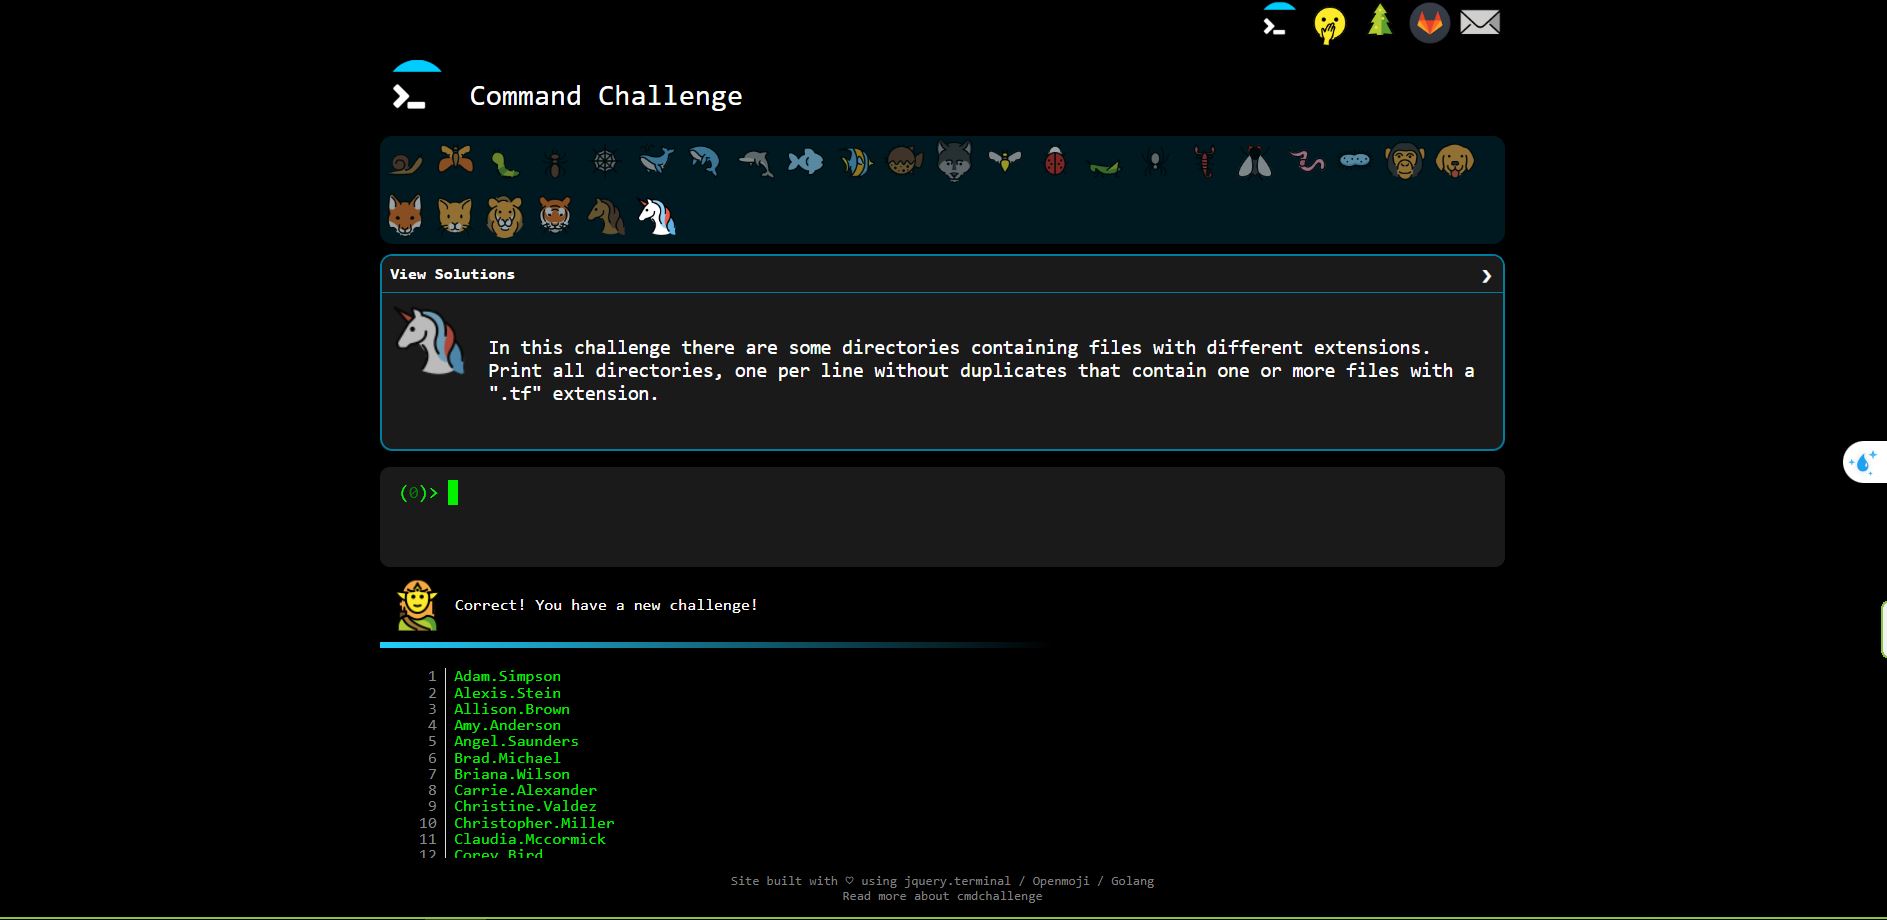 Command Challenge
View Solutions
In this challenge there are some directories containing files with different extensions.
Print all directories, one per line without duplicates that contain one or more files with a
".tf" extension.
(0)>
Correct! You have a new challenge!
1 Adam.Simpson
2 Alexis.Stein
3 Allison.Brown
4 Amy.Anderson
5 Angel.Saunders
6 Brad.Michael
7 Briana.Wilson
8 Carrie.Alexander
9 Christine.Valdez
10 Christopher.Miller
11 Claudia.Mccormick
12 Corey.Bird
Site built with ♡ using jquery.terminal / Openmoji / Golang
Read more about cmdchallenge